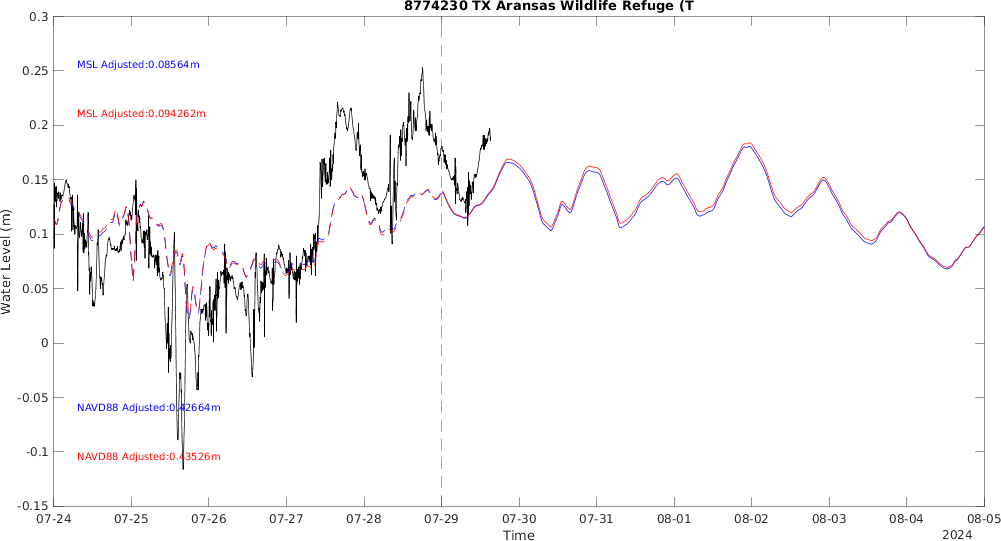 8774230 TX Aransas Wildlife Refuge (T
0.3
0.25
0.2
0.15
0.1
0.05
0
-0.05
-0.1
-0.15
Water Level (m)
MSL Adjusted:0.08564m
MSL Adjusted:0.094262m
NAVD88 Adjusted:0.42664m
NAVD88 Adjusted:0.43526m
07-24 07-25 07-26 07-27 07-28 07-29 07-30 07-31 08-01 08-02 08-03 08-04 08-05
Time
2024